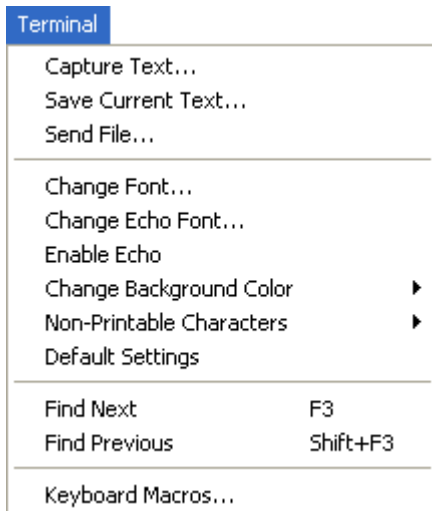 Terminal
Capture Text...
Save Current Text...
Send File...
Change Font...
Change Echo Font...
Enable Echo
Change Background Color
Non-Printable Characters
Default Settings
Find Next F3
Find Previous Shift+F3
Keyboard Macros...